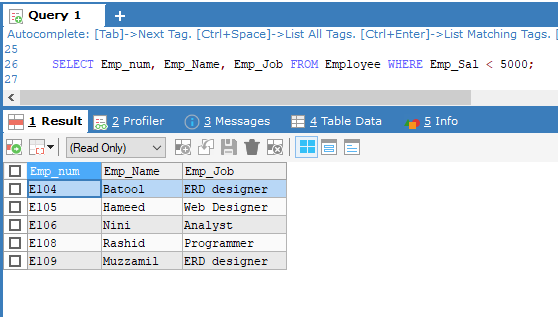 Query 1
Autocomplete: [Tab]->Next Tag. [Ctrl+Space]->List All Tags. [Ctrl+Enter]->List Matching Tags. [
25
26 SELECT Emp_num, Emp_Name, Emp_Job FROM Employee WHERE Emp_Sal < 5000;
27
1 Result 2 Profiler 3 Messages 4 Table Data 5 Info
(Read Only)
Emp_num Emp_Name Emp_Job
E104 Batool ERD designer
E105 Hameed Web Designer
E106 Nini Analyst
E108 Rashid Programmer
E109 Muzzamil ERD designer